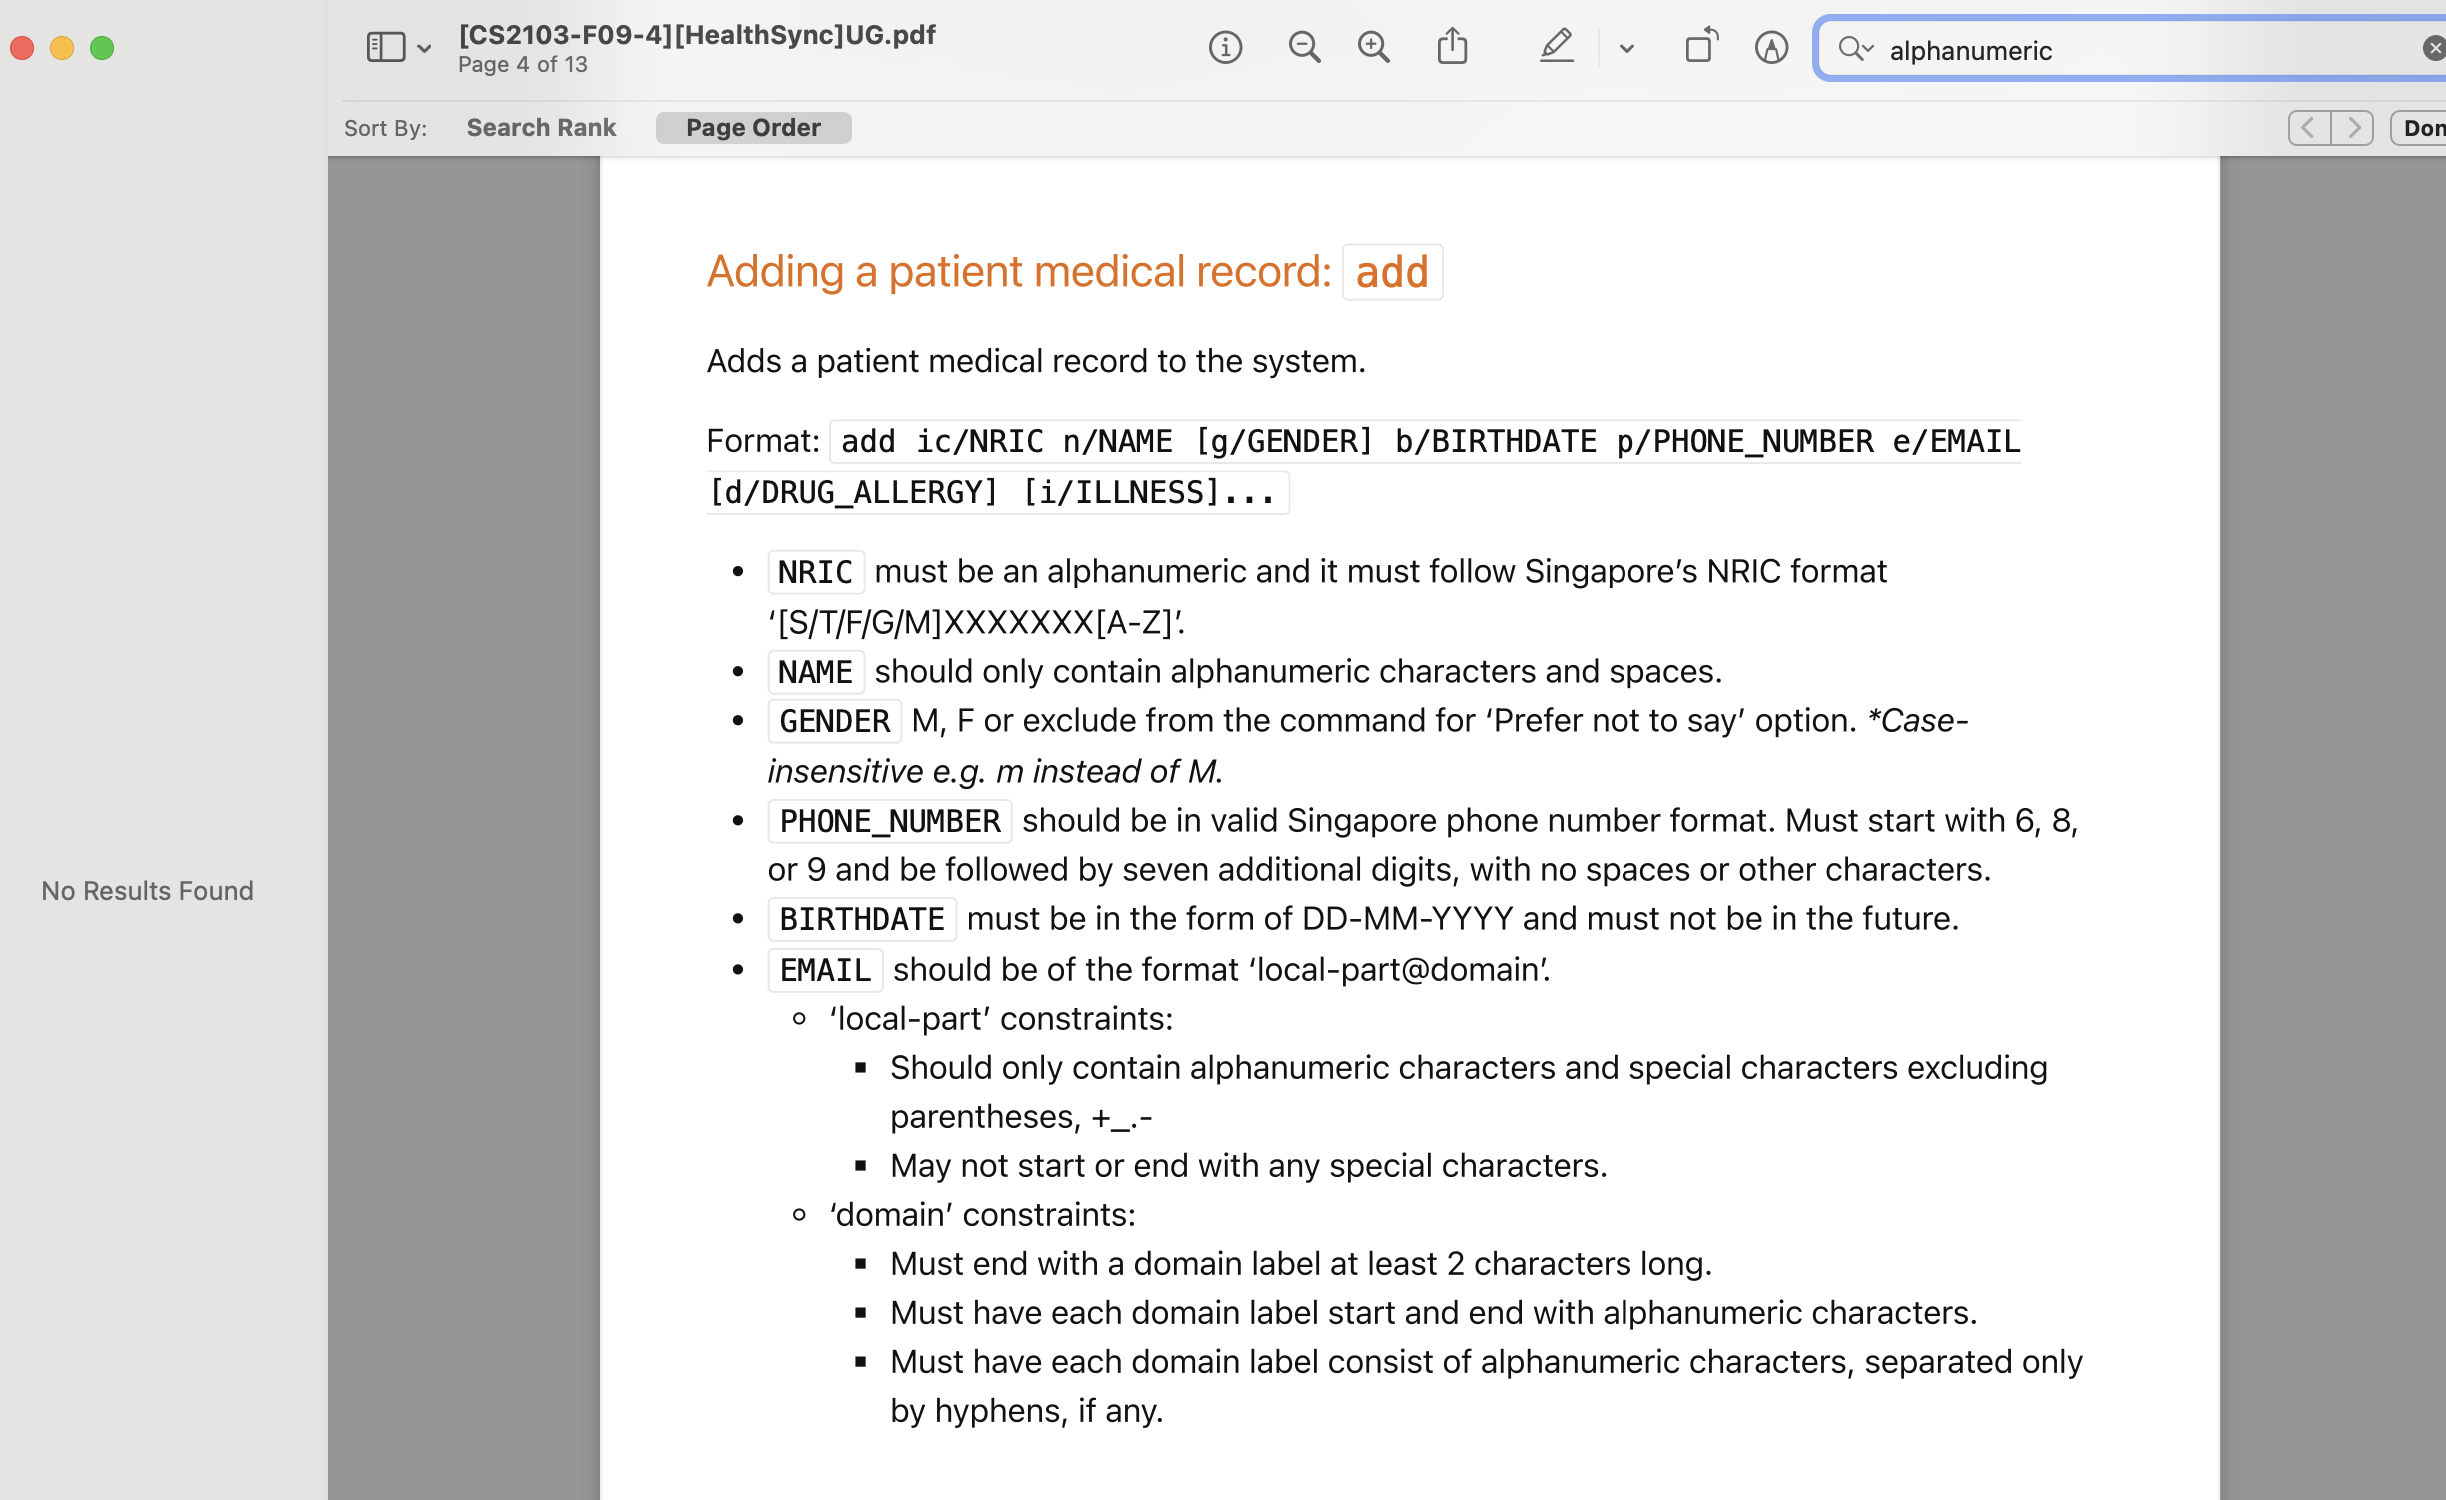 [CS2103-F09-4][HealthSync]UG.pdf
Page 4 of 13
alphanumeric
Sort By:
Search Rank
Page Order
Don
No Results Found
Adding a patient medical record: add
Adds a patient medical record to the system.
Format: add ic/NRIC n/NAME [g/GENDER] b/BIRTHDATE p/PHONE_NUMBER e/EMAIL
[d/DRUG_ALLERGY] [i/ILLNESS]...
• NRIC must be an alphanumeric and it must follow Singapore’s NRIC format
‘[S/T/F/G/M]XXXXXXX[A-Z]’.
• NAME should only contain alphanumeric characters and spaces.
• GENDER M, F or exclude from the command for ‘Prefer not to say’ option. *Case-
insensitive e.g. m instead of M.
• PHONE_NUMBER should be in valid Singapore phone number format. Must start with 6, 8,
or 9 and be followed by seven additional digits, with no spaces or other characters.
• BIRTHDATE must be in the form of DD-MM-YYYY and must not be in the future.
• EMAIL should be of the format ‘local-part@domain’.
◦ ‘local-part’ constraints:
▪ Should only contain alphanumeric characters and special characters excluding
parentheses, +_.-
▪ May not start or end with any special characters.
◦ ‘domain’ constraints:
▪ Must end with a domain label at least 2 characters long.
▪ Must have each domain label start and end with alphanumeric characters.
▪ Must have each domain label consist of alphanumeric characters, separated only
by hyphens, if any.